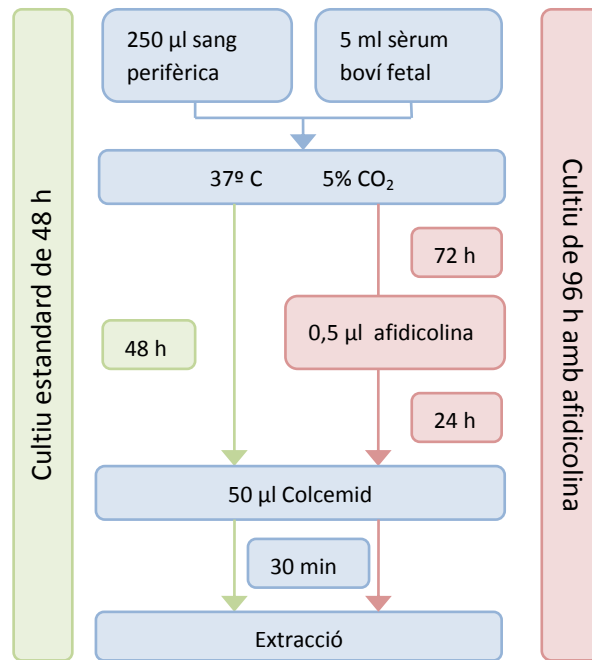 250 µl sang
perifèrica
5 ml sèrum
boví fetal
37º C 5% CO₂
72 h
0,5 µl afidicolina
48 h
24 h
50 µl Colcemid
30 min
Extracció
Cultiu estandard de 48 h
Cultiu de 96 h amb afidicolina